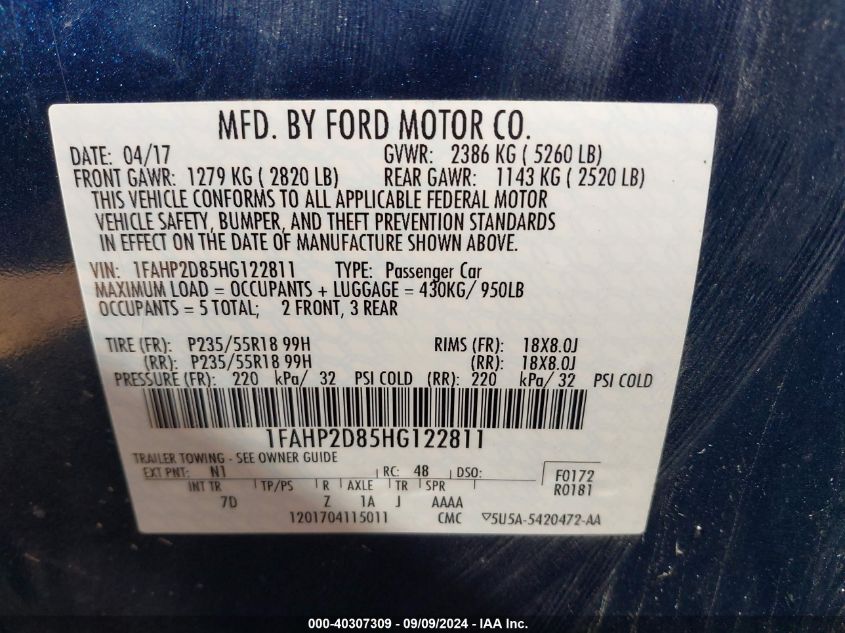 MFD. BY FORD MOTOR CO.
DATE: 04/17 GVWR: 2386 KG ( 5260 LB)
FRONT GAWR: 1279 KG ( 2820 LB) REAR GAWR: 1143 KG ( 2520 LB)
THIS VEHICLE CONFORMS TO ALL APPLICABLE FEDERAL MOTOR
VEHICLE SAFETY, BUMPER, AND THEFT PREVENTION STANDARDS
IN EFFECT ON THE DATE OF MANUFACTURE SHOWN ABOVE.
VIN: 1FAHP2D85HG122811 TYPE: Passenger Car
MAXIMUM LOAD = OCCUPANTS + LUGGAGE = 430KG/ 950LB
OCCUPANTS = 5 TOTAL; 2 FRONT, 3 REAR
TIRE (FR): P235/55R18 99H RIMS (FR): 18X8.0J
(RR): P235/55R18 99H (RR): 18X8.0J
PRESSURE (FR): 220 kPa/ 32 PSI COLD (RR): 220 kPa/ 32 PSI COLD
1FAHP2D85HG122811
TRAILER TOWING - SEE OWNER GUIDE
EXT PNT: N1 RC: 48 DSO: F0172
INT TR TP/PS R AXLE TR SPR R0181
7D Z 1A J AAAA
1201704115011 CMC ▽5U5A-5420472-AA
000-40307309 - 09/09/2024 - IAA Inc.